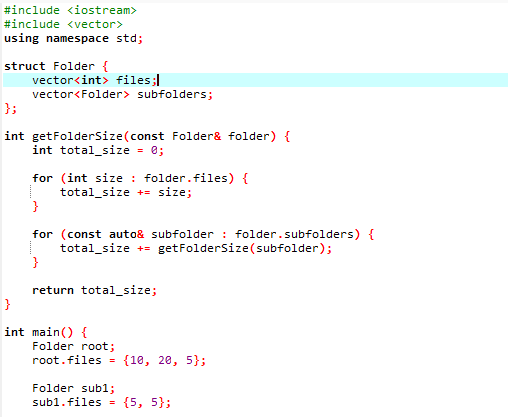 #include <iostream>
#include <vector>
using namespace std;
struct Folder {
    vector<int> files;
    vector<Folder> subfolders;
};
int getFolderSize(const Folder& folder) {
    int total_size = 0;
    for (int size : folder.files) {
        total_size += size;
    }
    for (const auto& subfolder : folder.subfolders) {
        total_size += getFolderSize(subfolder);
    }
    return total_size;
}
int main() {
    Folder root;
    root.files = {10, 20, 5};
    Folder sub1;
    sub1.files = {5, 5};